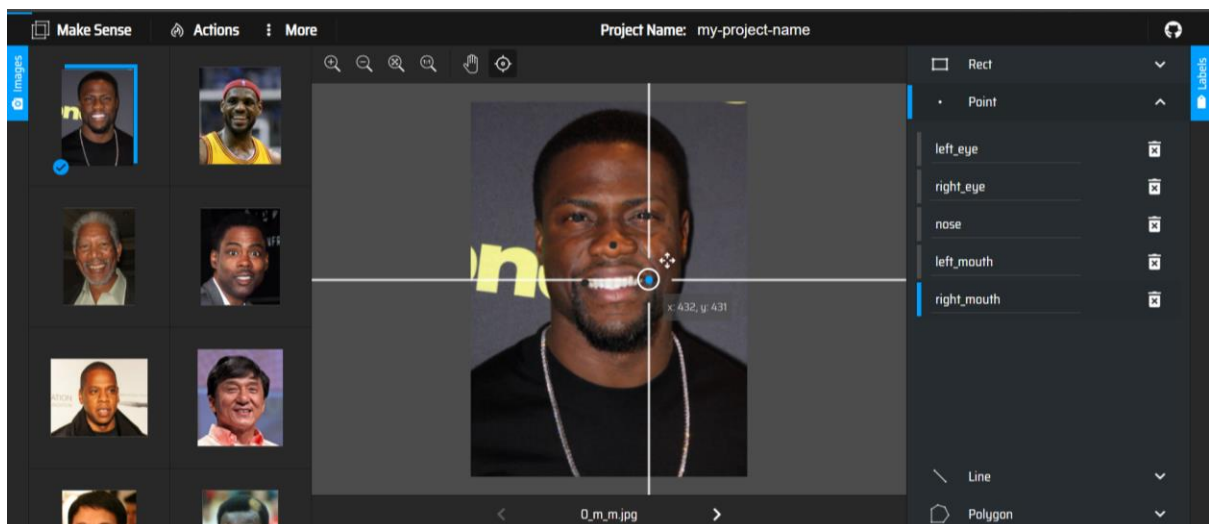 Make Sense
Actions
More
Project Name: my-project-name
Images
Labels
Rect
Point
left_eye
right_eye
nose
left_mouth
right_mouth
x: 432, y: 431
Line
Polygon
0_m_m.jpg